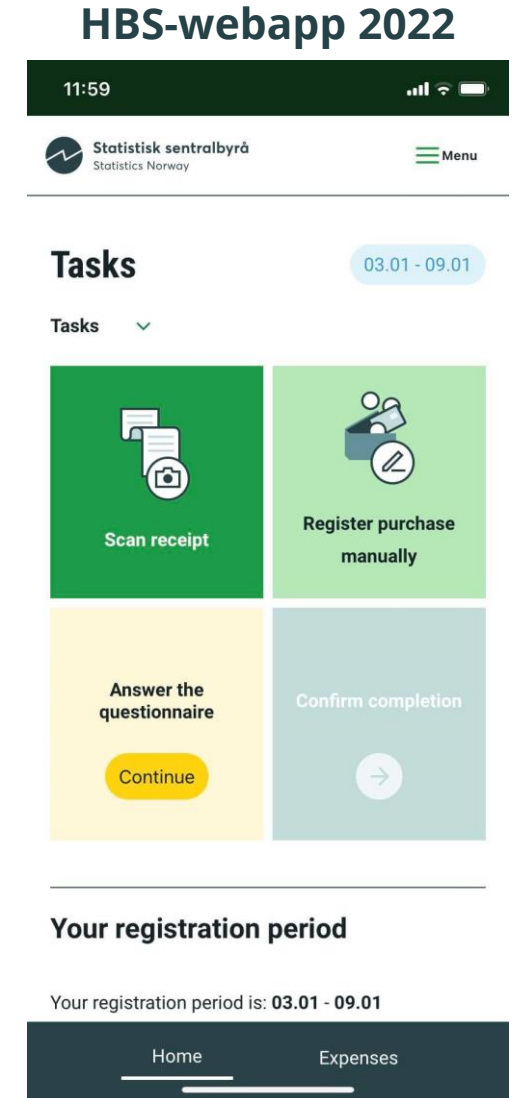 HBS-webapp 2022
11:59
Statistisk sentralbyrå
Statistics Norway
Menu
Tasks
03.01 - 09.01
Tasks
Scan receipt
Register purchase
manually
Answer the
questionnaire
Continue
Confirm completion
Your registration period
Your registration period is: 03.01 - 09.01
Home
Expenses